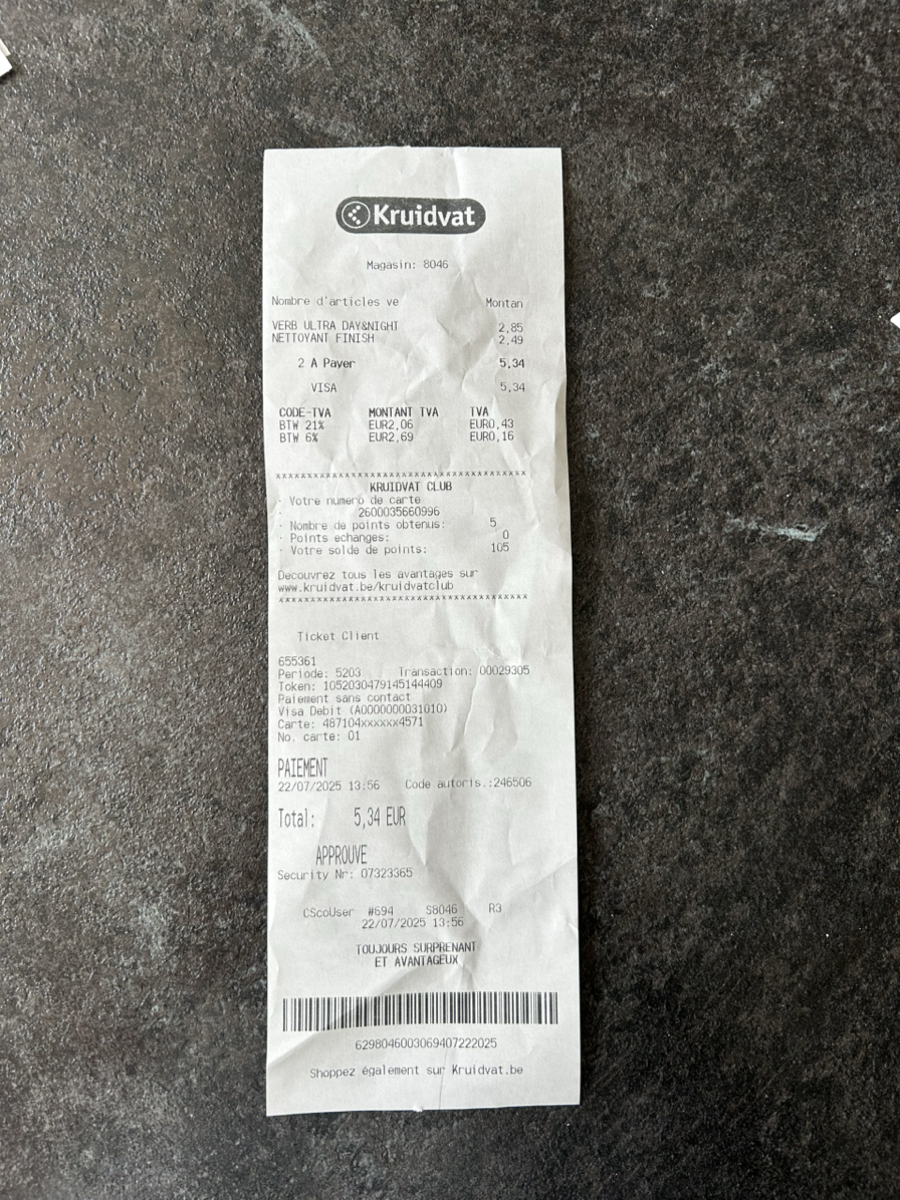 Kruidvat
Magasin: 8046
Nombre d'articles ve Montan
VERB ULTRA DAY&NIGHT 2,85
NETTOYANT FINISH 2,49
2 A Payer 5,34
VISA 5,34
CODE-TVA MONTANT TVA TVA
BTW 21% EUR2,06 EUR0,43
BTW 6% EUR2,69 EUR0,16
xxxxxxxxxxxxxxxxxxxxxxxxxxxxxxxxxxxxxxxx
KRUIDVAT CLUB
· Votre numero de carte
· 2600035660996
· Nombre de points obtenus: 5
· Points echanges: 0
· Votre solde de points: 105
Decouvrez tous les avantages sur
www.kruidvat.be/kruidvatclub
xxxxxxxxxxxxxxxxxxxxxxxxxxxxxxxxxxxxxxxx
Ticket Client
655361
Periode: 5203 Transaction: 00029305
Token: 1052030479145144409
Paiement sans contact
Visa Debit (A0000000031010)
Carte: 487104xxxxxx4571
No. carte: 01
PAIEMENT
22/07/2025 13:56 Code autoris.:246506
Total: 5,34 EUR
APPROUVE
Security Nr: 07323365
CScoUser #694 S8046 R3
22/07/2025 13:56
TOUJOURS SURPRENANT
ET AVANTAGEUX
6298046003069407222025
Shoppez également sur Kruidvat.be